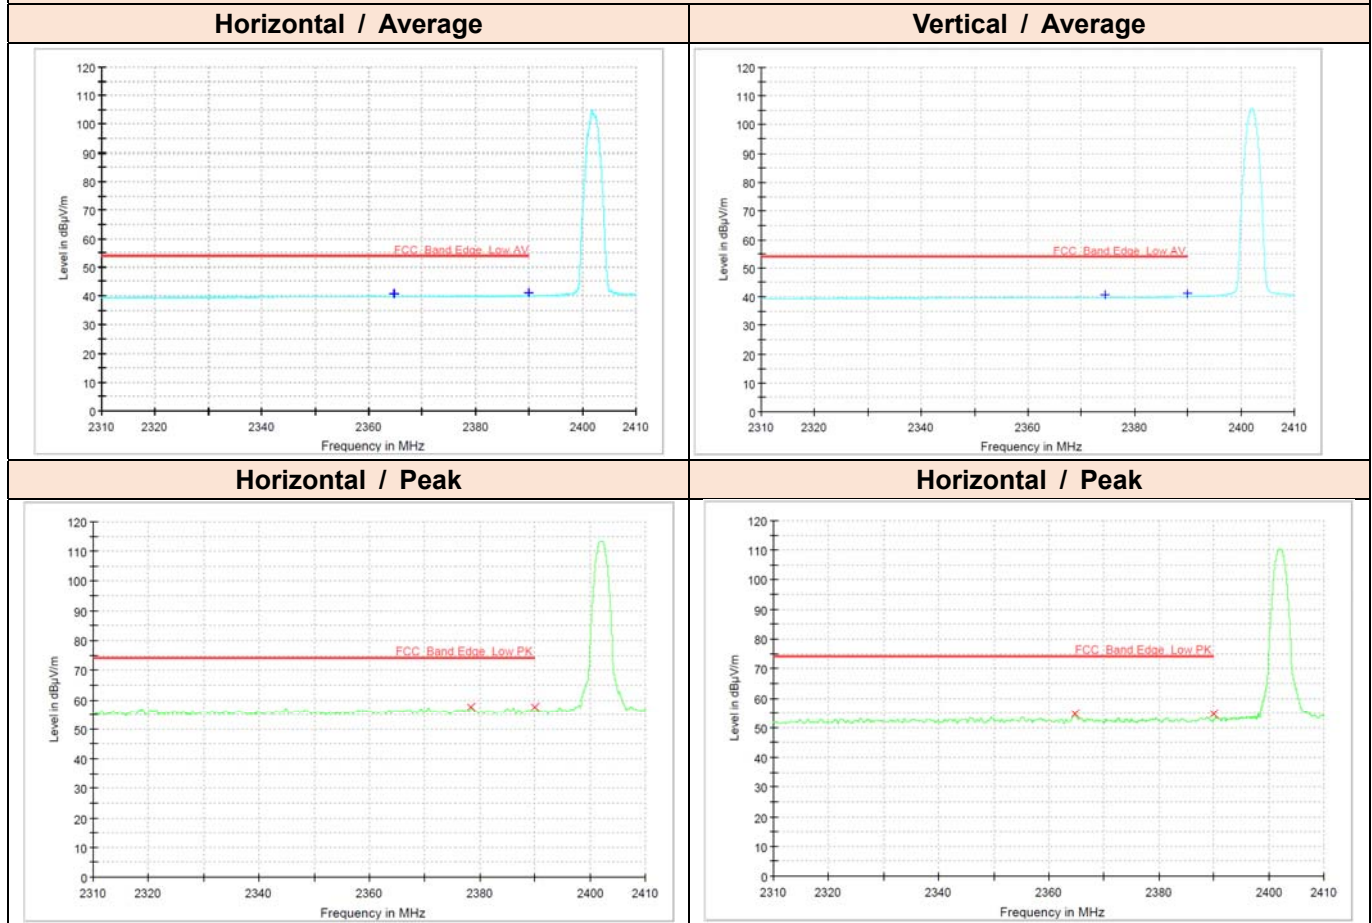 Horizontal / Average
Vertical / Average
120
110
100
90
80
70
60
50
40
30
20
10
0
Level in dBµV/m
FCC Band Edge Low AV
2310 2320 2340 2360 2380 2400 2410
Frequency in MHz
120
110
100
90
80
70
60
50
40
30
20
10
0
Level in dBµV/m
FCC Band Edge Low AV
2310 2320 2340 2360 2380 2400 2410
Frequency in MHz
Horizontal / Peak
Horizontal / Peak
120
110
100
90
80
70
60
50
40
30
20
10
0
Level in dBµV/m
FCC Band Edge Low PK
2310 2320 2340 2360 2380 2400 2410
Frequency in MHz
120
110
100
90
80
70
60
50
40
30
20
10
0
Level in dBµV/m
FCC Band Edge Low PK
2310 2320 2340 2360 2380 2400 2410
Frequency in MHz